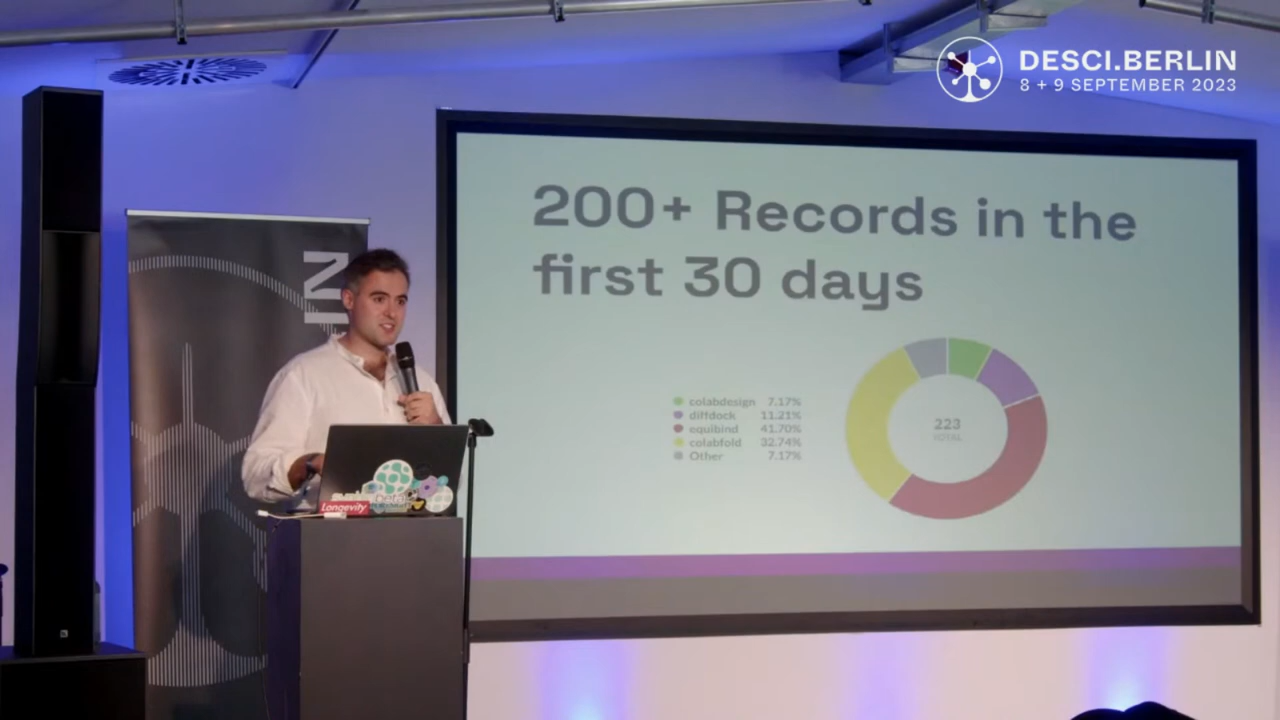 DESCI.BERLIN
8 + 9 SEPTEMBER 2023
200+ Records in the
first 30 days
colabdesign 7.17%
diffdock 11.21%
equibind 41.70%
colabfold 32.74%
Other 7.17%
223
TOTAL
IN
Longevity